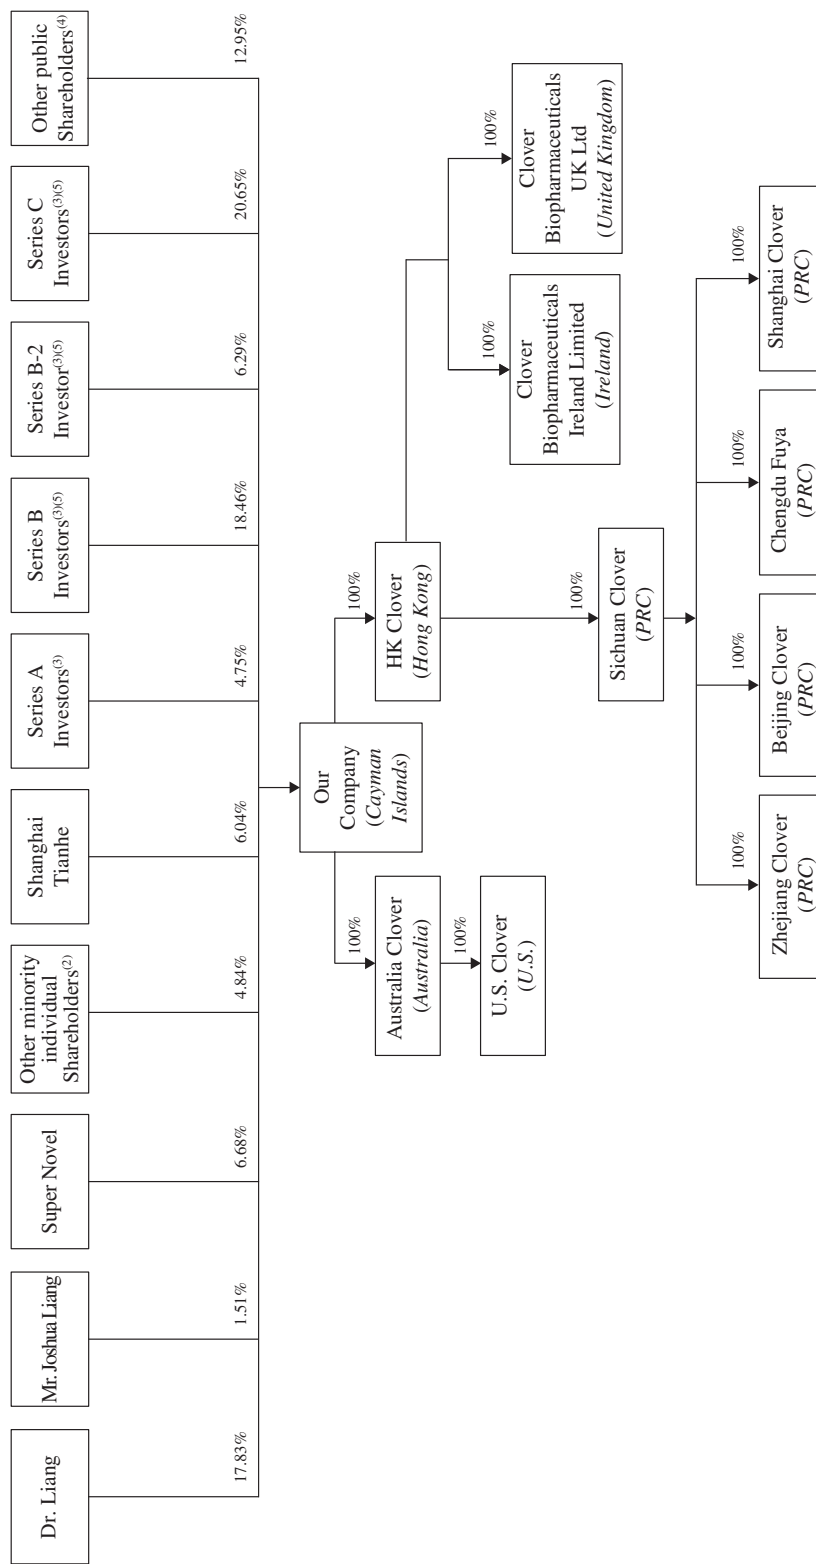 Dr. Liang
Mr. Joshua Liang
Super Novel
Other minority
individual
Shareholders(2)
Shanghai
Tianhe
Series A
Investors(3)
Series B
Investors(3)(5)
Series B-2
Investor(3)(5)
Series C
Investors(3)(5)
Other public
Shareholders(4)
17.83%
1.51%
6.68%
4.84%
6.04%
4.75%
18.46%
6.29%
20.65%
12.95%
Our
Company
(Cayman
Islands)
100%
100%
Australia Clover
(Australia)
HK Clover
(Hong Kong)
100%
U.S. Clover
(U.S.)
100%
100%
Clover
Biopharmaceuticals
Ireland Limited
(Ireland)
Clover
Biopharmaceuticals
UK Ltd
(United Kingdom)
100%
Sichuan Clover
(PRC)
100%
100%
100%
100%
Zhejiang Clover
(PRC)
Beijing Clover
(PRC)
Chengdu Fuya
(PRC)
Shanghai Clover
(PRC)